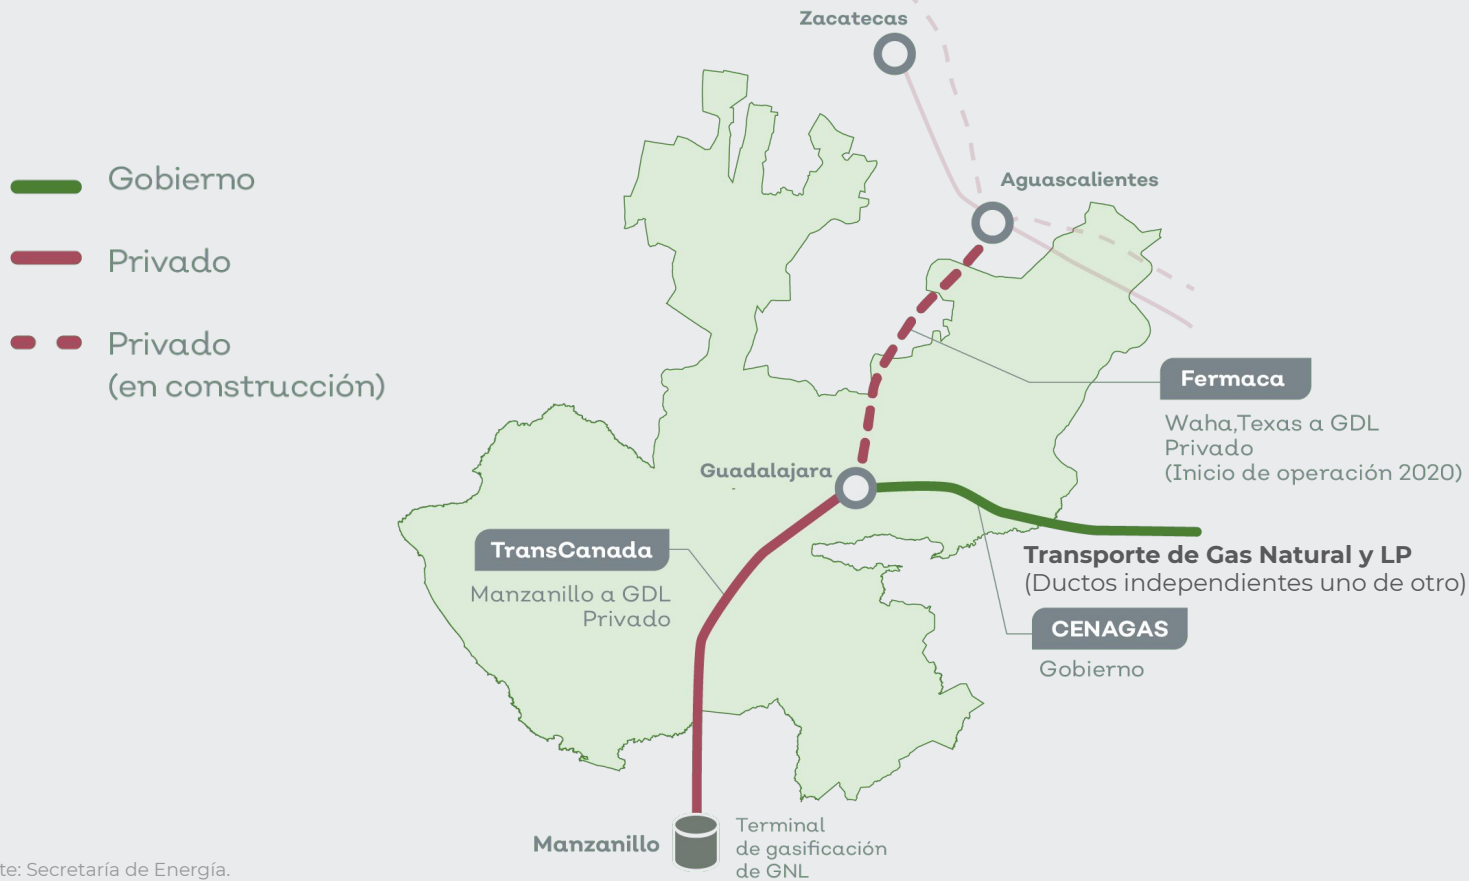 Zacatecas
Aguascalientes
Gobierno
Privado
Privado
(en construcción)
Fermaca
Waha,Texas a GDL
Privado
(Inicio de operación 2020)
Guadalajara
TransCanada
Manzanillo a GDL
Privado
Transporte de Gas Natural y LP
(Ductos independientes uno de otro)
CENAGAS
Gobierno
Manzanillo
Terminal
de gasificación
de GNL
te: Secretaría de Energía.